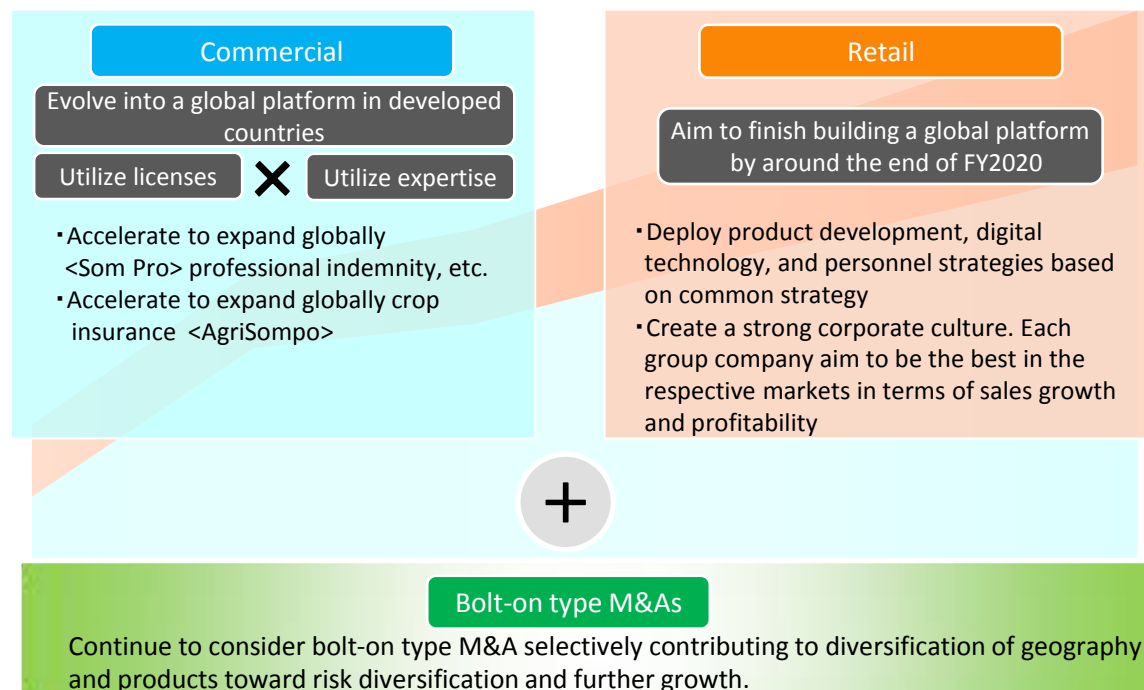 Commercial
Evolve into a global platform in developed
countries
Utilize licenses × Utilize expertise
・Accelerate to expand globally
<Som Pro> professional indemnity, etc.
・Accelerate to expand globally crop
insurance <AgriSompo>
Retail
Aim to finish building a global platform
by around the end of FY2020
・Deploy product development, digital
technology, and personnel strategies based
on common strategy
・Create a strong corporate culture. Each
group company aim to be the best in the
respective markets in terms of sales growth
and profitability
+
Bolt-on type M&As
Continue to consider bolt-on type M&A selectively contributing to diversification of geography
and products toward risk diversification and further growth.